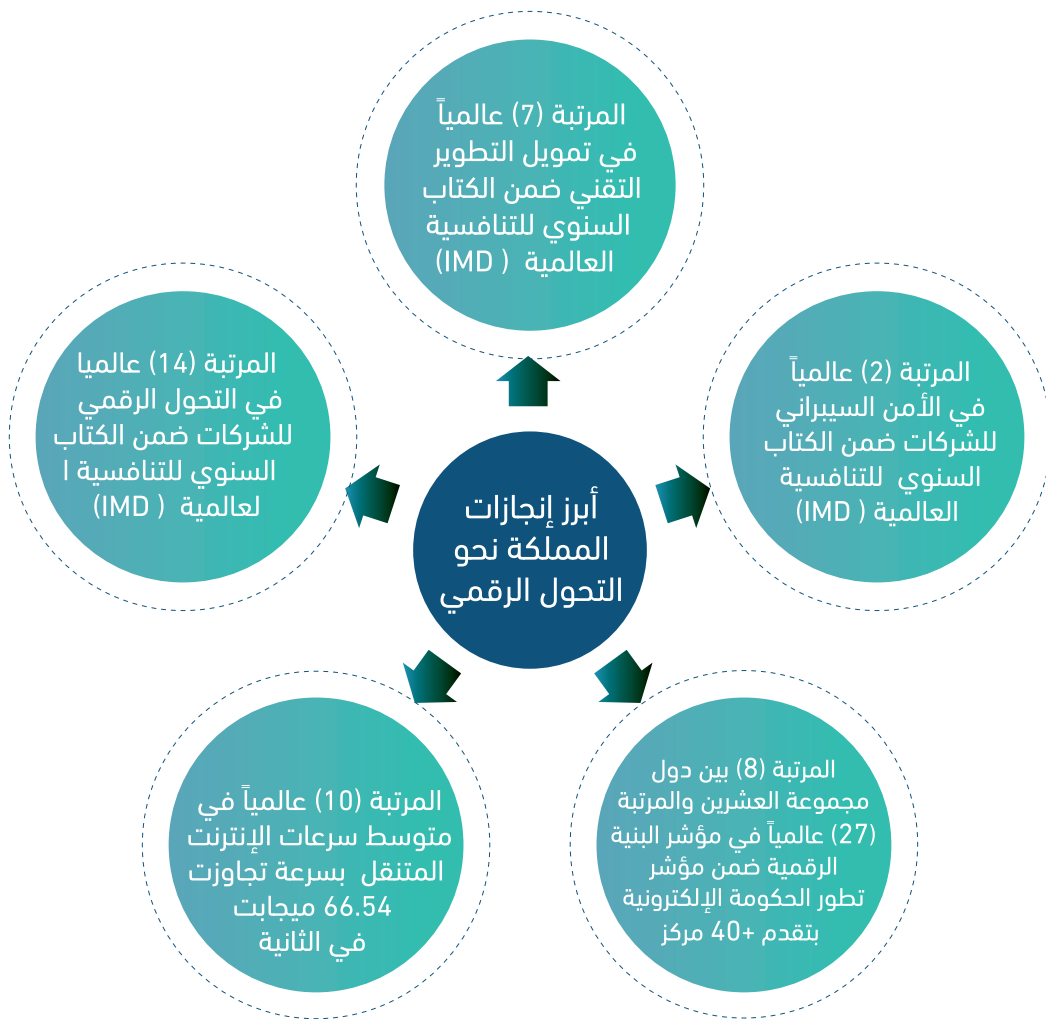 المرتبة (7) عالمياً
في تمويل التطوير
التقني ضمن الكتاب
السنوي للتنافسية
العالمية ( IMD)
المرتبة (2) عالمياً
في الأمن السيبراني
للشركات ضمن الكتاب
السنوي للتنافسية
العالمية ( IMD)
المرتبة (14) عالميا
في التحول الرقمي
للشركات ضمن الكتاب
السنوي للتنافسية ا
لعالمية ( IMD)
أبرز إنجازات
المملكة نحو
التحول الرقمي
المرتبة (8) بين دول
مجموعة العشرين والمرتبة
(27) عالمياً في مؤشر البنية
الرقمية ضمن مؤشر
تطور الحكومة الإلكترونية
بتقدم +40 مركز
المرتبة (10) عالمياً في
متوسط سرعات الإنترنت
المتنقل بسرعة تجاوزت
66.54 ميجابت
في الثانية